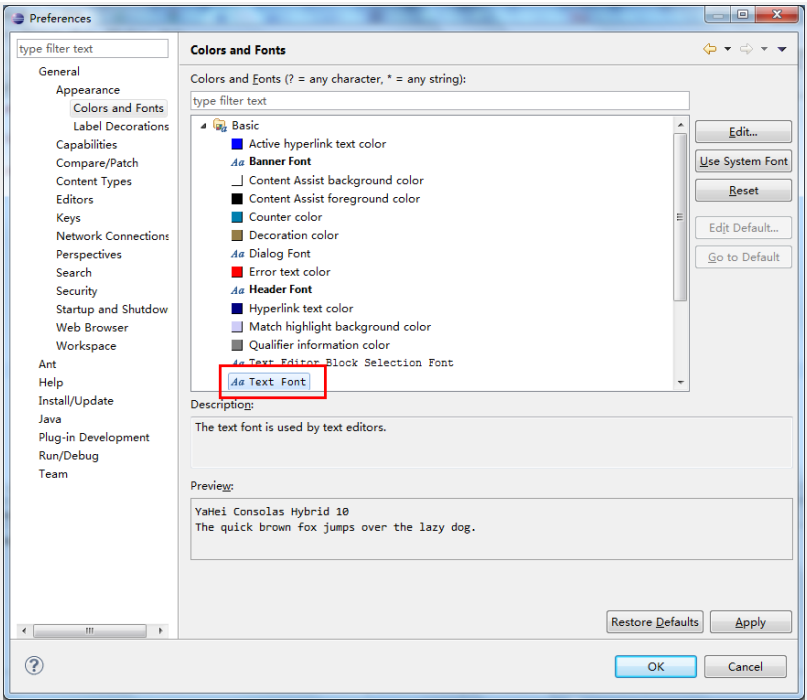 Preferences
type filter text
General
Appearance
Colors and Fonts
Label Decorations
Capabilities
Compare/Patch
Content Types
Editors
Keys
Network Connections
Perspectives
Search
Security
Startup and Shutdow
Web Browser
Workspace
Ant
Help
Install/Update
Java
Plug-in Development
Run/Debug
Team
Colors and Fonts
Colors and Fonts (? = any character, * = any string):
type filter text
Basic
Active hyperlink text color
Aa Banner Font
Content Assist background color
Content Assist foreground color
Counter color
Decoration color
Aa Dialog Font
Error text color
Aa Header Font
Hyperlink text color
Match highlight background color
Qualifier information color
Aa Text Editor Block Selection Font
Aa Text Font
Edit...
Use System Font
Reset
Edit Default...
Go to Default
Description:
The text font is used by text editors.
Preview:
YaHei Consolas Hybrid 10
The quick brown fox jumps over the lazy dog.
Restore Defaults
Apply
?
OK
Cancel